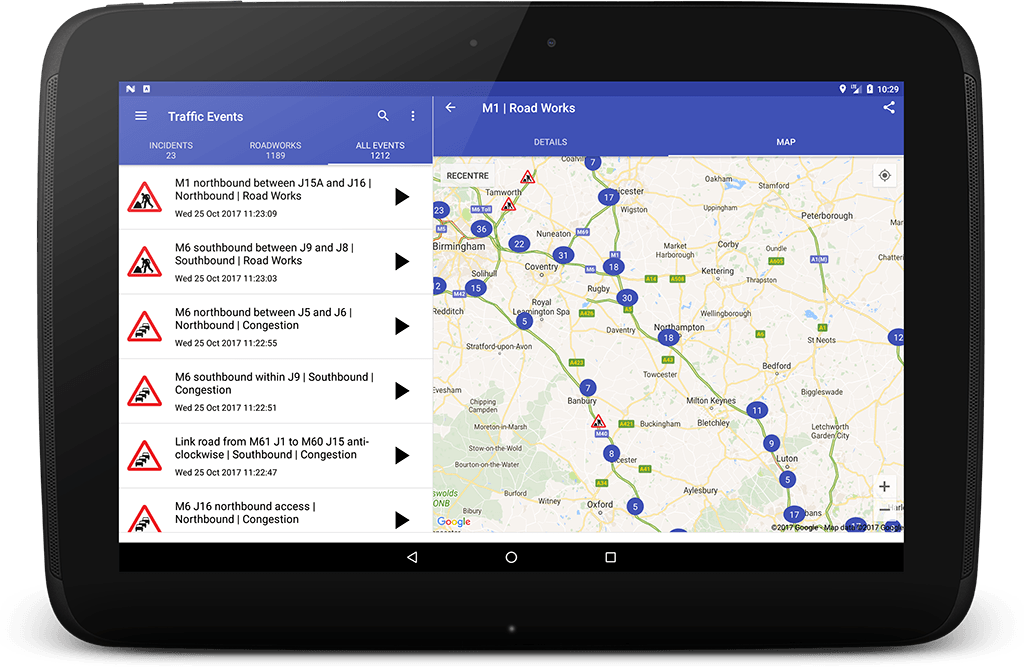 10:29
Traffic Events
INCIDENTS
23
ROADWORKS
1189
ALL EVENTS
1212
M1 northbound between J15A and J16 |
Northbound | Road Works
Wed 25 Oct 2017 11:23:09
M6 southbound between J9 and J8 |
Southbound | Road Works
Wed 25 Oct 2017 11:23:03
M6 northbound between J5 and J6 |
Northbound | Congestion
Wed 25 Oct 2017 11:22:55
M6 southbound within J9 | Southbound |
Congestion
Wed 25 Oct 2017 11:22:51
Link road from M61 J1 to M60 J15 anti-
clockwise | Southbound | Congestion
Wed 25 Oct 2017 11:22:47
M6 J16 northbound access |
Northbound | Congestion
M1 | Road Works
DETAILS
MAP
RECENTRE
Coalvil
7
Oakham
Stamford
Tamworth
17
icester
Wigston
Uppingham
Peterborough
23
M6 Toll
M5
36
Birmingham
22
Nuneaton
M69
31
M1
18
M6
Market
Harborough
Corby
Oundle
A605
A1(M)
Chatteri
Solihull
Coventry
A14
A508
Kettering
Thrapston
2
M42
15
Rugby
30
A5
Redditch
Royal
Leamington Spa
5
A425
Daventry
Northampton
18
Wellingborough
A6
A1
St Neots
12
Stratford-upon-Avon
A423
A43
Towcester
Bedford
Biggleswade
Evesham
7
Banbury
Chipping
Campden
Milton Keynes
11
Moreton-in-Marsh
M40
A421
Buckingham
Bletchley
Letchworth
Garden City
Stow-on-the-Wold
8
cester
9
Luton
Bourton-on-the-Water
A41
5
A34
Aylesbury
swolds
ONB
Burford
Witney
Oxford
5
Bibury
17
bans
Google
©2017 Google - Map data ©2017 Google